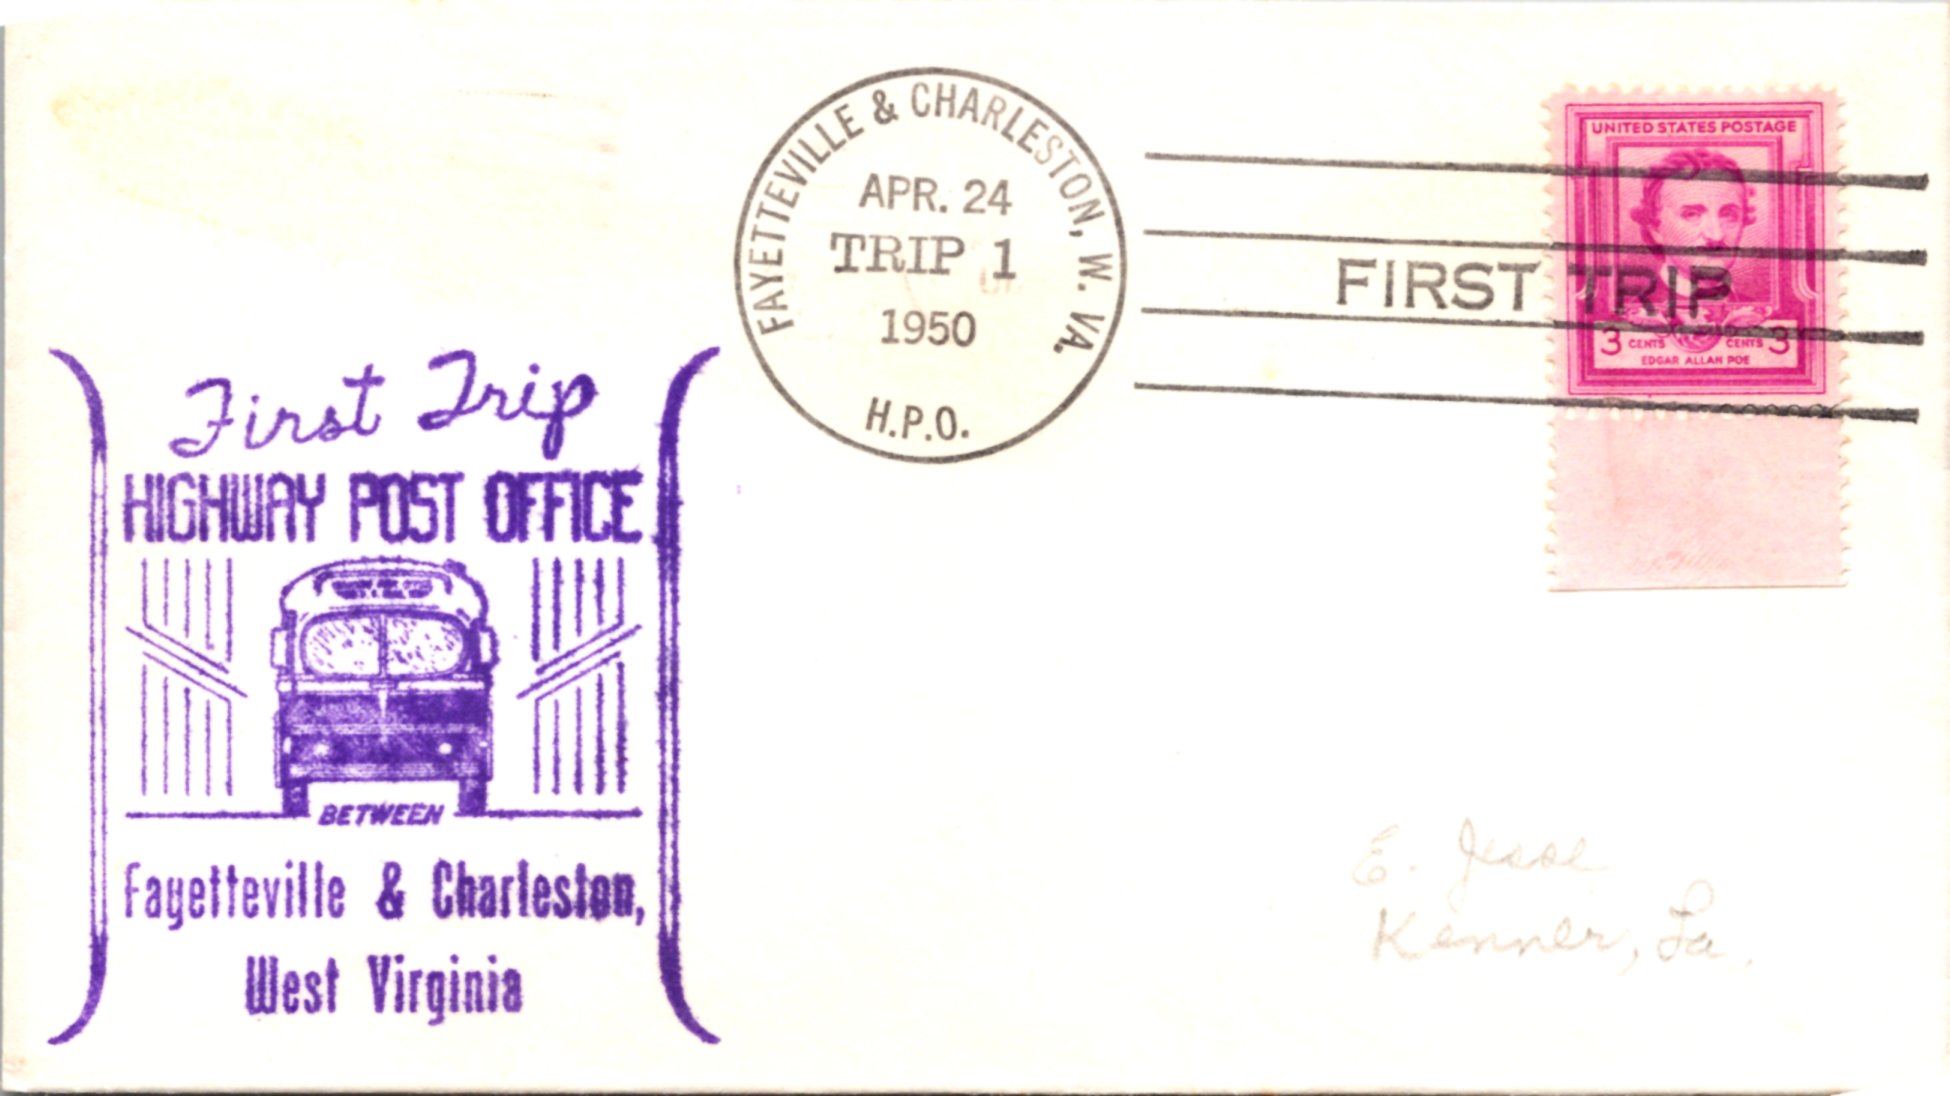 FAYETTEVILLE & CHARLESTON, W. VA.
APR. 24
TRIP 1
1950
H.P.O.
FIRST TRIP
UNITED STATES POSTAGE
3 CENTS CENTS 3
EDGAR ALLAN POE
First Trip
HIGHWAY POST OFFICE
BETWEEN
Fayetteville & Charleston,
West Virginia
E. Jesse
Kenner, La.